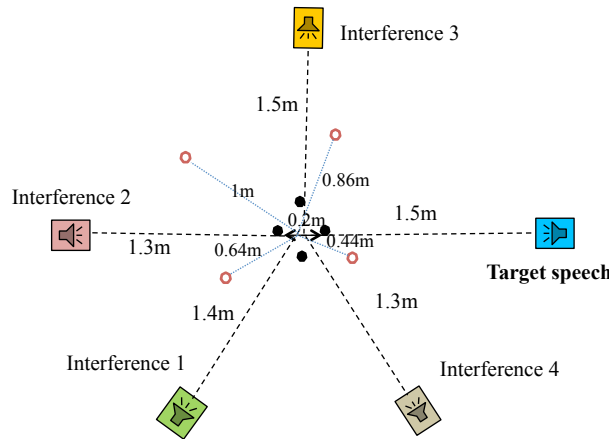 Interference 3
1.5m
0.86m
1m
Interference 2
0.2m
1.5m
1.3m
0.64m
0.44m
Target speech
1.4m
1.3m
Interference 1
Interference 4